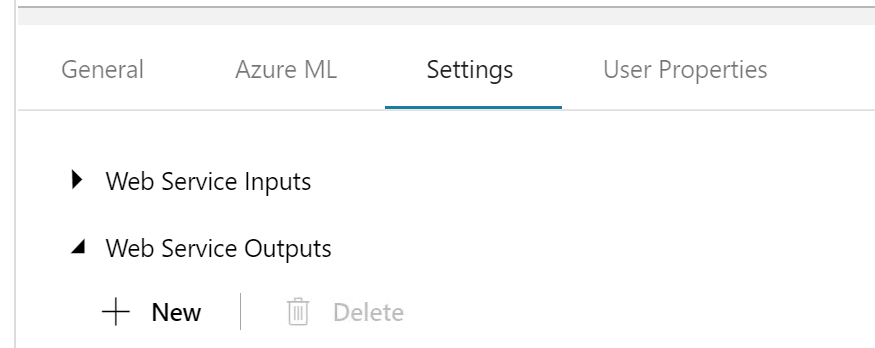 General Azure ML Settings User Properties
Web Service Inputs
Web Service Outputs
New Delete